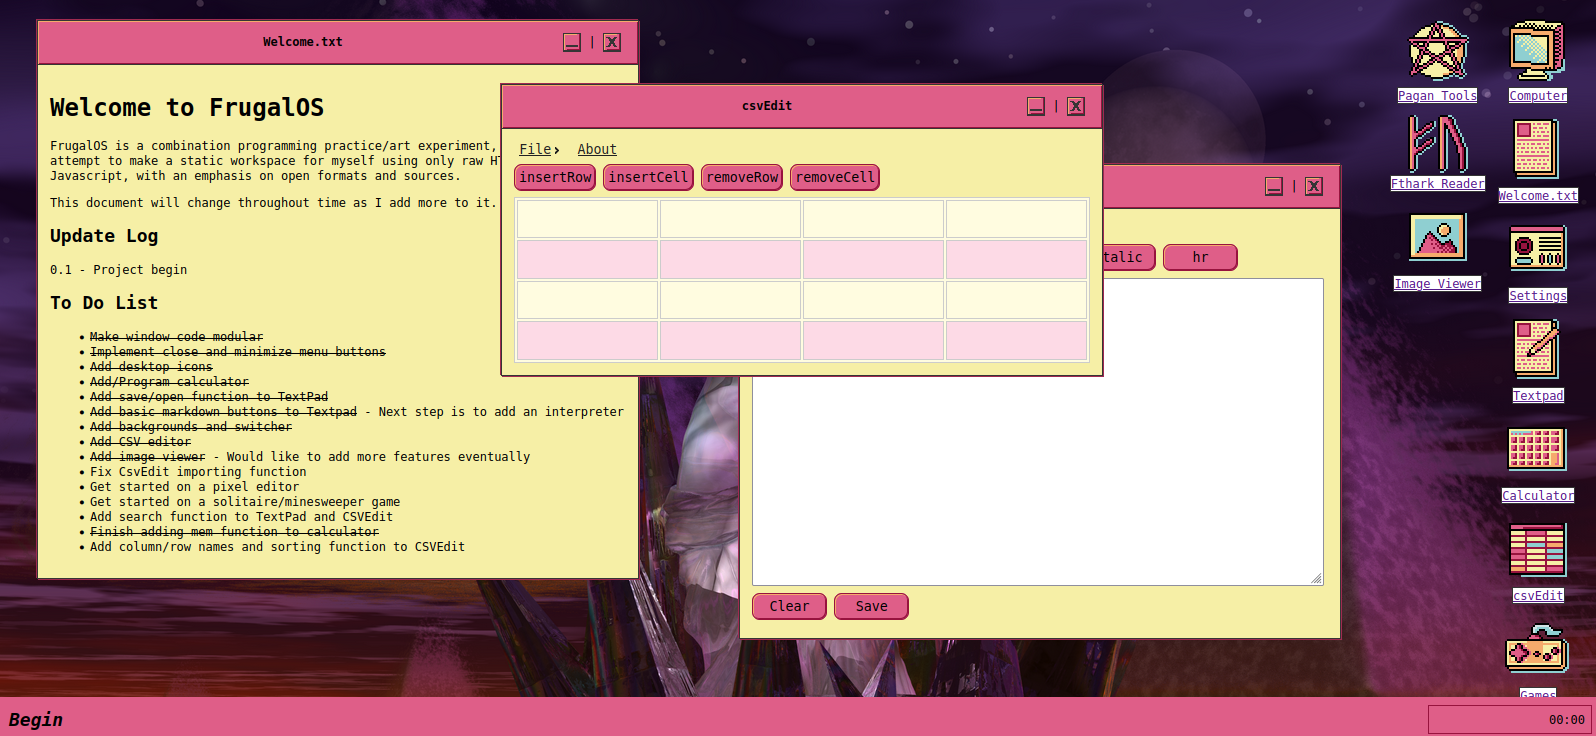 Welcome.txt
_ | X
Welcome to FrugalOS
FrugalOS is a combination programming practice/art experiment,
attempt to make a static workspace for myself using only raw
Javascript, with an emphasis on open formats and sources.
This document will change throughout time as I add more to it.
Update Log
0.1 - Project begin
To Do List
• Make window code modular
• Implement close and minimize menu buttons
• Add desktop icons
• Add/Program calculator
• Add save/open function to TextPad
• Add basic markdown buttons to Textpad - Next step is to add an interpreter
• Add backgrounds and switcher
• Add CSV editor
• Add image viewer - Would like to add more features eventually
• Fix CsvEdit importing function
• Get started on a pixel editor
• Get started on a solitaire/minesweeper game
• Add search function to TextPad and CSVEdit
• Finish adding mem function to calculator
• Add column/row names and sorting function to CSVEdit
csvEdit
_ | X
File› About
insertRow insertCell removeRow removeCell
_ | X
talic hr
Clear Save
Pagan Tools
Computer
Fthark Reader
Welcome.txt
Image Viewer
Settings
Textpad
Calculator
csvEdit
Games
Begin
00:00